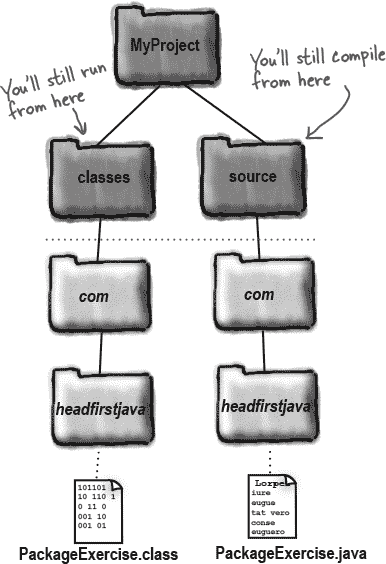 MyProject
You'll still run
from here
You'll still compile
from here
classes
source
com
com
headfirstjava
headfirstjava
101101
10 110 1
0 11 0
001 10
001 01
Lorpe
iure
eugue
tat vero
conse
euguero
PackageExercise.class
PackageExercise.java